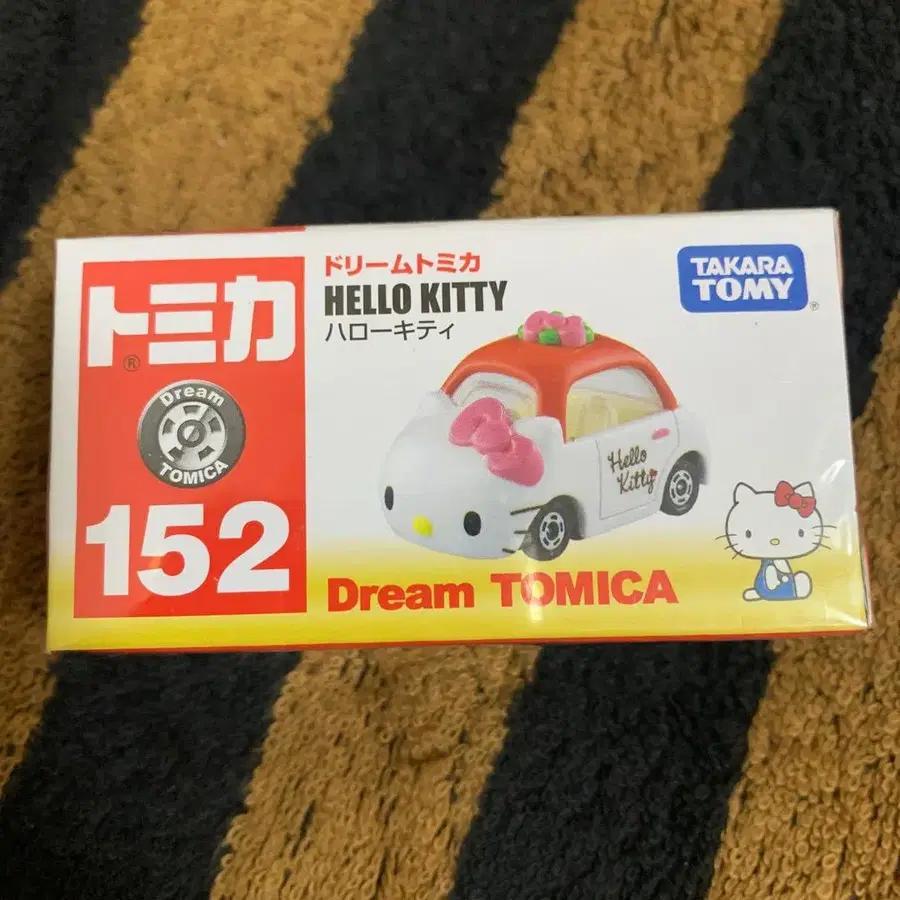 トミカ
®
Dream
TOMICA
152
ドリームトミカ
HELLO KITTY
ハローキティ
TAKARA
TOMY
®
Hello
Kitty
Dream TOMICA